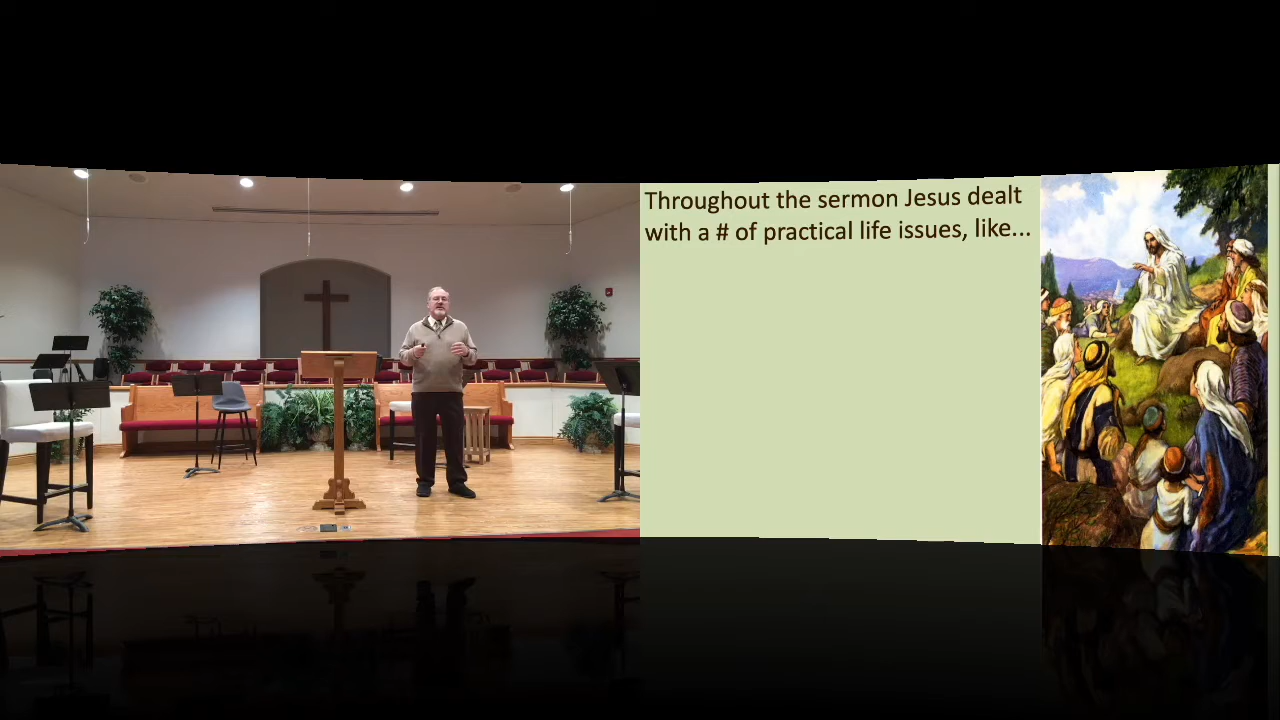 Throughout the sermon Jesus dealt
with a # of practical life issues, like...